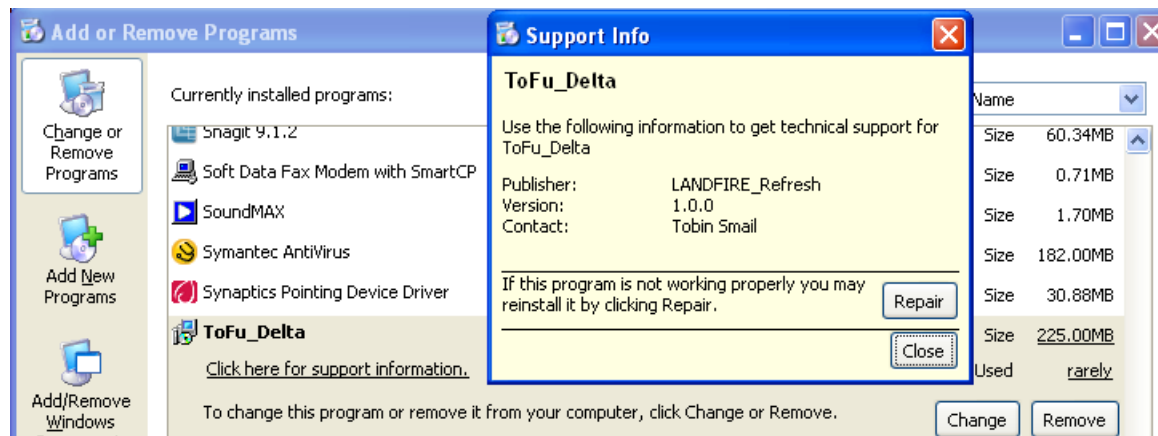 Add or Remove Programs
Support Info
Change or
Remove
Programs
Add New
Programs
Add/Remove
Windows
Currently installed programs:
Name
Snagit 9.1.2
Size 60.34MB
Soft Data Fax Modem with SmartCP
Size 0.71MB
SoundMAX
Size 1.70MB
Symantec AntiVirus
Size 182.00MB
Synaptics Pointing Device Driver
Size 30.88MB
ToFu_Delta
Size 225.00MB
Click here for support information.
Used rarely
To change this program or remove it from your computer, click Change or Remove.
Change
Remove
ToFu_Delta
Use the following information to get technical support for
ToFu_Delta
Publisher: LANDFIRE_Refresh
Version: 1.0.0
Contact: Tobin Smail
If this program is not working properly you may
reinstall it by clicking Repair.
Repair
Close